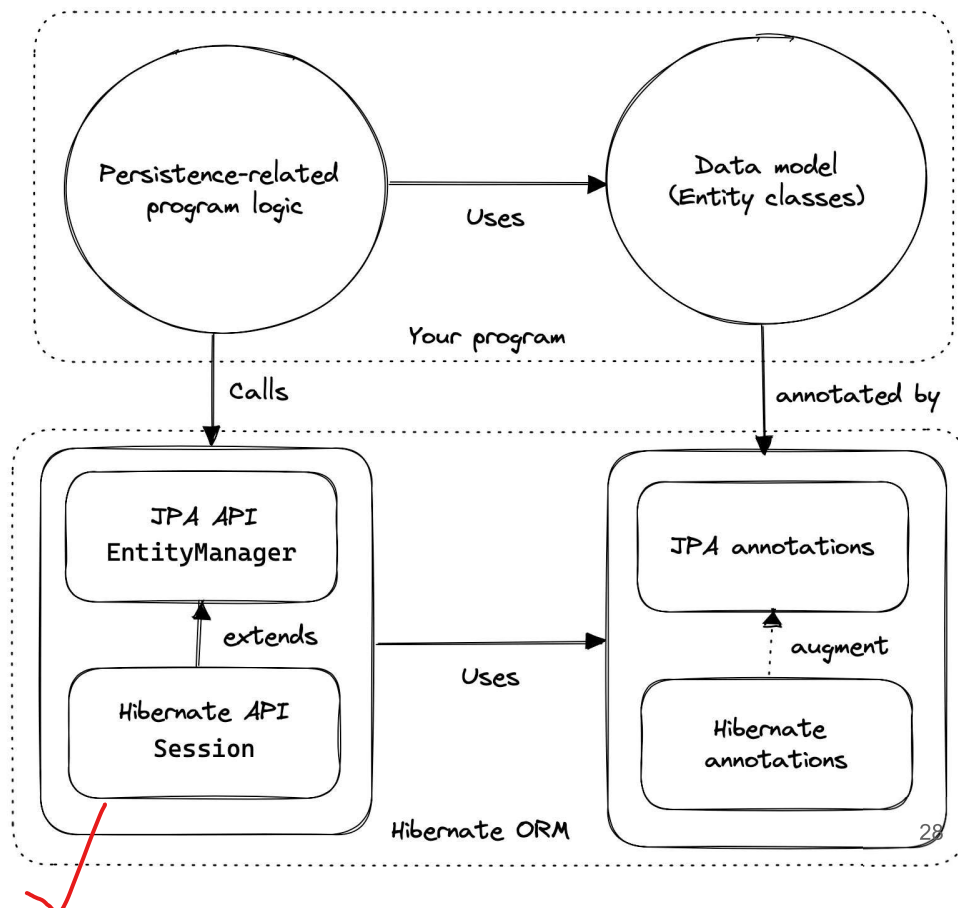 Persistence-related
program logic
Uses
Data model
(Entity classes)
Your program
Calls
annotated by
JPA API
EntityManager
extends
Hibernate API
Session
Uses
JPA annotations
augment
Hibernate
annotations
Hibernate ORM
28